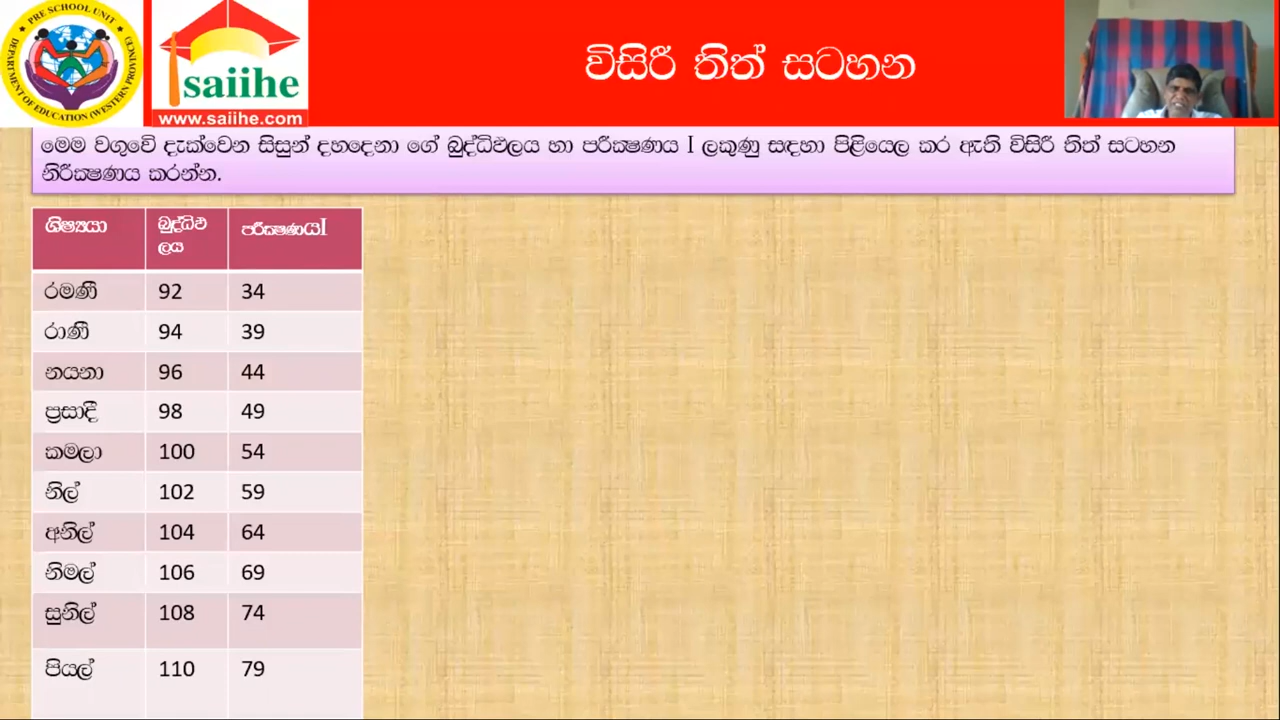 PRE SCHOOL UNIT
DEPARTMENT OF EDUCATION (WESTERN PROVINCE)
saiihe
www.saiihe.com
විසිරී තිත් සටහන
මෙම වගුවේ දැක්වෙන සිසුන් දහදෙනා ගේ බුද්ධිඵලය හා පරීක්ෂණය I ලකුණු සඳහා පිළියෙල කර ඇති විසිරී තිත් සටහන
නිරීක්ෂණය කරන්න.
ශිෂ්‍යයා බුද්ධිඵ පරීක්ෂණයI
ලය
රමණී 92 34
රාණී 94 39
නයනා 96 44
ප්‍රසාදී 98 49
කමලා 100 54
නිල් 102 59
අනිල් 104 64
නිමල් 106 69
සුනිල් 108 74
පියල් 110 79